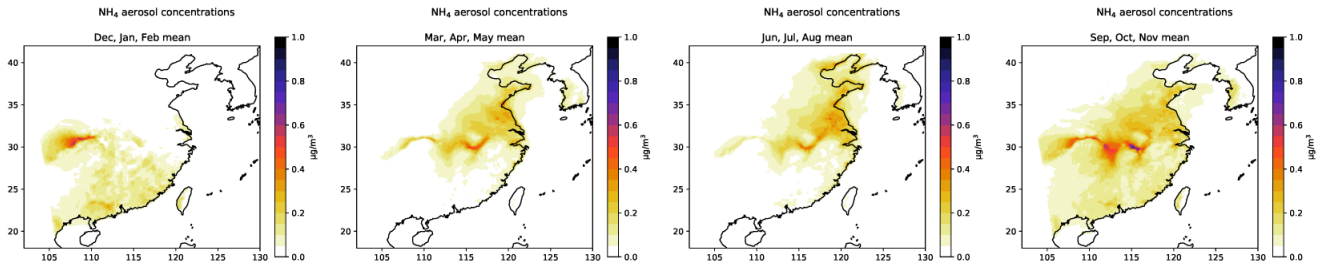 NH₄ aerosol concentrations
Dec, Jan, Feb mean
40
35
30
25
20
105 110 115 120 125 130
1.0
0.8
0.6
0.4
0.2
0.0
µg/m³
NH₄ aerosol concentrations
Mar, Apr, May mean
40
35
30
25
20
105 110 115 120 125 130
1.0
0.8
0.6
0.4
0.2
0.0
µg/m³
NH₄ aerosol concentrations
Jun, Jul, Aug mean
40
35
30
25
20
105 110 115 120 125 130
1.0
0.8
0.6
0.4
0.2
0.0
µg/m³
NH₄ aerosol concentrations
Sep, Oct, Nov mean
40
35
30
25
20
105 110 115 120 125 130
1.0
0.8
0.6
0.4
0.2
0.0
µg/m³